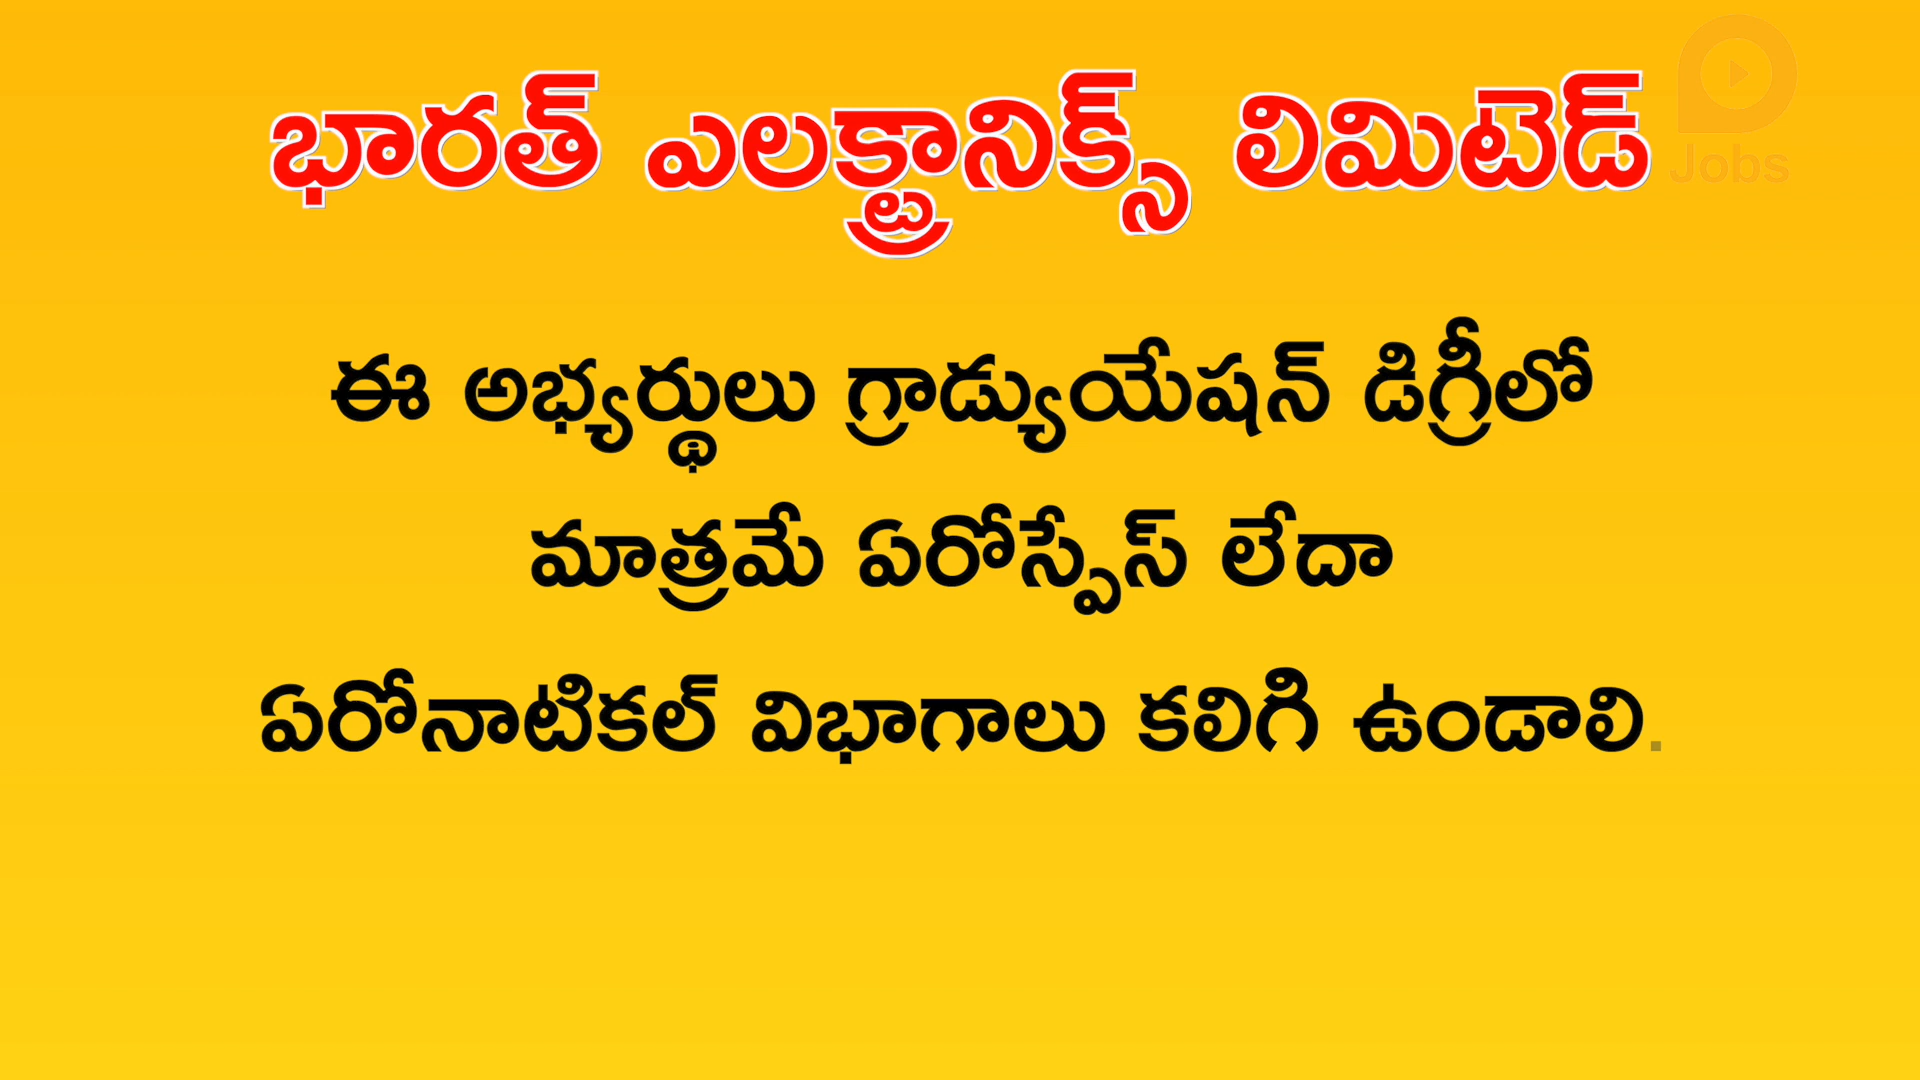 భారత్ ఎలక్ట్రానిక్స్ లిమిటెడ్
Jobs
ఈ అభ్యర్థులు గ్రాడ్యుయేషన్ డిగ్రీలో
మాత్రమే ఏరోస్పేస్ లేదా
ఏరోనాటికల్ విభాగాలు కలిగి ఉండాలి.